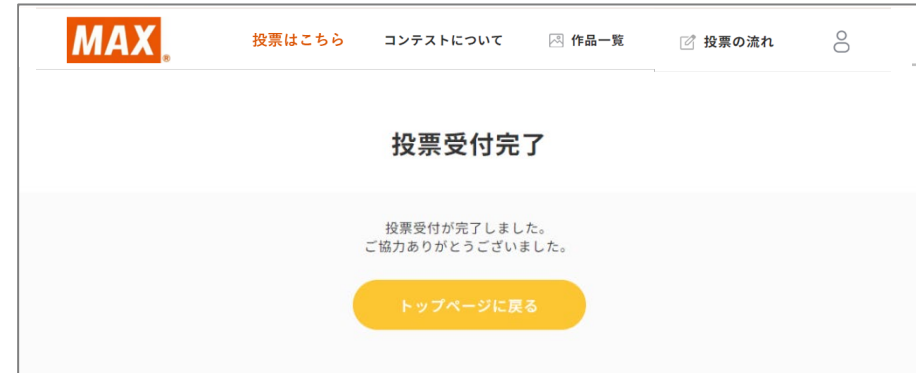 MAX®
投票はこちら
コンテストについて
作品一覧
投票の流れ
投票受付完了
投票受付が完了しました。
ご協力ありがとうございました。
トップページに戻る